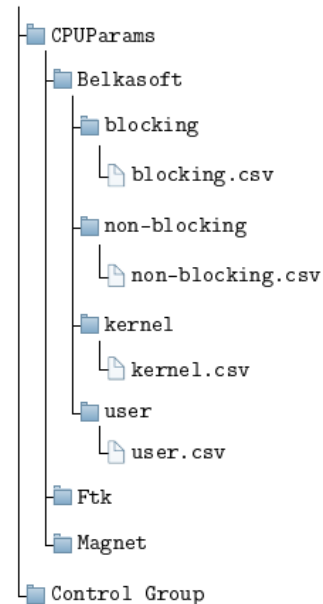 CPUParams
Belkasoft
blocking
blocking.csv
non-blocking
non-blocking.csv
kernel
kernel.csv
user
user.csv
Ftk
Magnet
Control Group